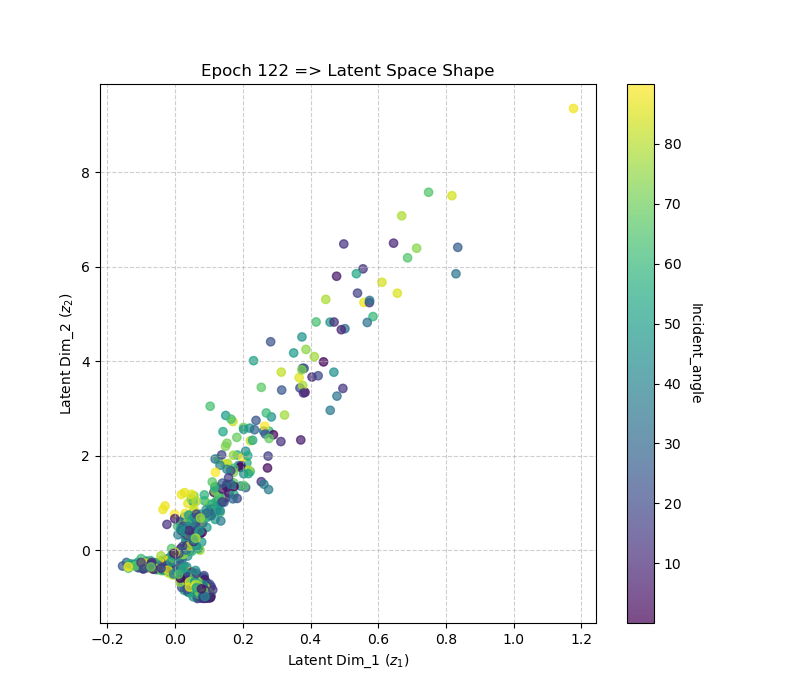 Epoch 122 => Latent Space Shape
8
6
4
2
0
Latent Dim_2 (z₂)
−0.2 0.0 0.2 0.4 0.6 0.8 1.0 1.2
Latent Dim_1 (z₁)
80
70
60
50
40
30
20
10
Incident_angle